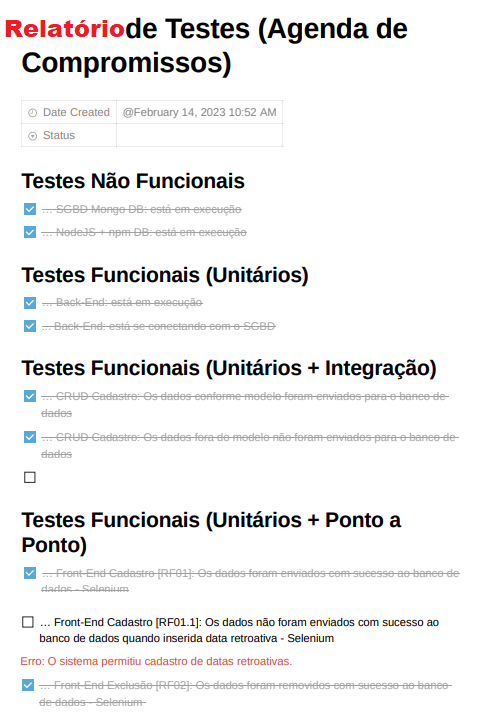 Relatório de Testes (Agenda de
Compromissos)
Date Created @February 14, 2023 10:52 AM
Status
Testes Não Funcionais
... SGBD Mongo DB: está em execução
... NodeJS + npm DB: está em execução
Testes Funcionais (Unitários)
... Back-End: está em execução
... Back-End: está se conectando com o SGBD
Testes Funcionais (Unitários + Integração)
... CRUD Cadastro: Os dados conforme modelo foram enviados para o banco de
dados
... CRUD Cadastro: Os dados fora do modelo não foram enviados para o banco de
dados
Testes Funcionais (Unitários + Ponto a
Ponto)
... Front-End Cadastro [RF01]: Os dados foram enviados com sucesso ao banco de
dados - Selenium
... Front-End Cadastro [RF01.1]: Os dados não foram enviados com sucesso ao
banco de dados quando inserida data retroativa - Selenium
Erro: O sistema permitiu cadastro de datas retroativas.
... Front-End Exclusão [RF02]: Os dados foram removidos com sucesso ao banco
de dados - Selenium